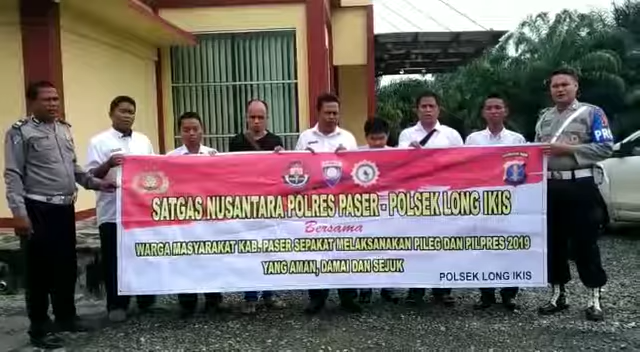 SATGAS NUSANTARA POLRES PASER - POLSEK LONG IKIS
Bersama
WARGA MASYARAKAT KAB. PASER SEPAKAT MELAKSANAKAN PILEG DAN PILPRES 2019
YANG AMAN, DAMAI DAN SEJUK
POLSEK LONG IKIS